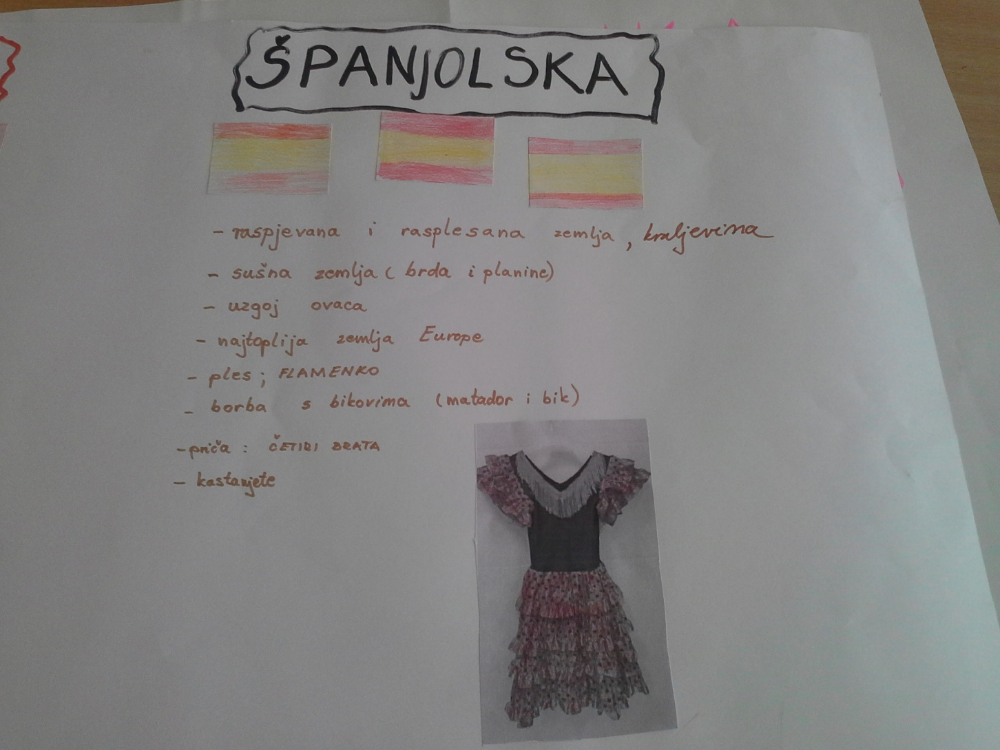 ŠPANJOLSKA
- raspjevana i rasplesana zemlja, kraljevina
- sušna zemlja ( brda i planine)
- uzgoj ovaca
- najtoplija zemlja Europe
- ples ; FLAMENKO
- borba s bikovima (matador i bik)
- priča : ČETIRI BRATA
- kastanjete